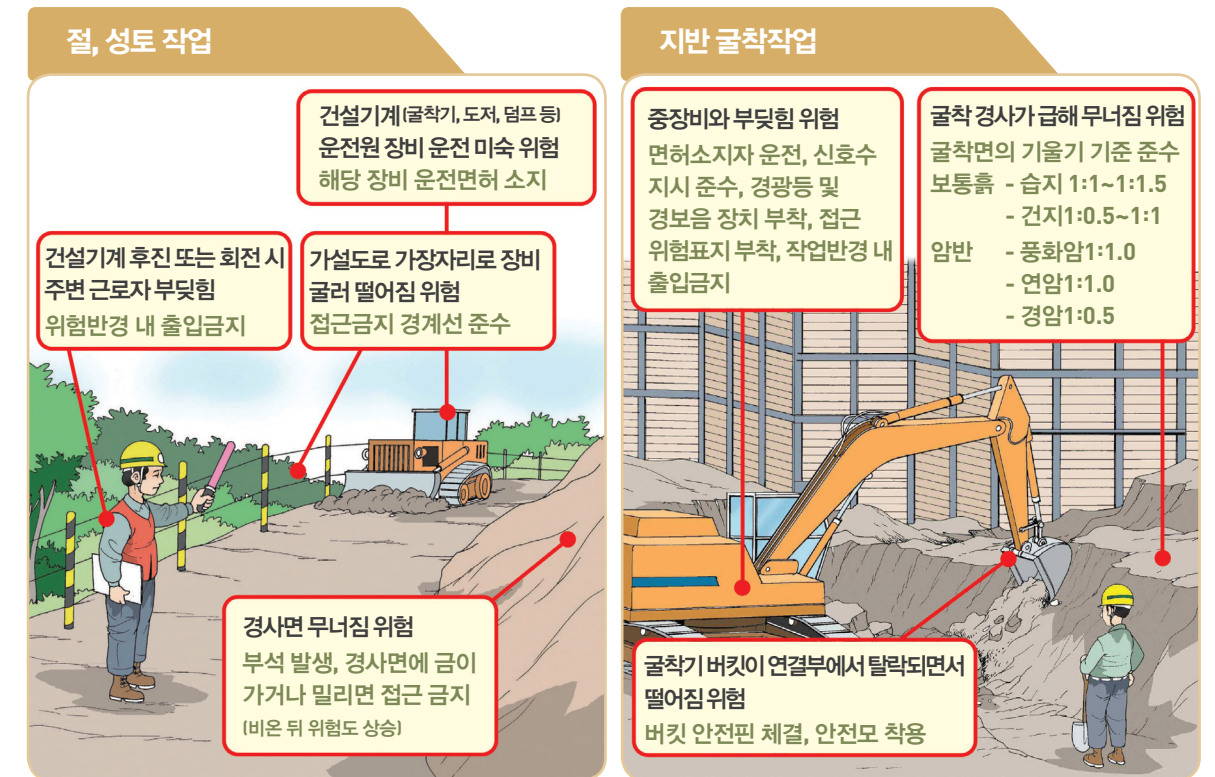 절, 성토 작업
건설기계(굴착기, 도저, 덤프 등)
운전원 장비 운전 미숙 위험
해당 장비 운전면허 소지
건설기계 후진 또는 회전 시
주변 근로자 부딪힘
위험반경 내 출입금지
가설도로 가장자리로 장비
굴러 떨어짐 위험
접근금지 경계선 준수
경사면 무너짐 위험
부석 발생, 경사면에 금이
가거나 밀리면 접근 금지
(비온 뒤 위험도 상승)
지반 굴착작업
중장비와 부딪힘 위험
면허소지자 운전, 신호수
지시 준수, 경광등 및
경보음 장치 부착, 접근
위험표지 부착, 작업반경 내
출입금지
굴착 경사가 급해 무너짐 위험
굴착면의 기울기 기준 준수
보통흙 - 습지 1:1~1:1.5
- 건지1:0.5~1:1
암반 - 풍화암1:1.0
- 연암1:1.0
- 경암1:0.5
굴착기 버킷이 연결부에서 탈락되면서
떨어짐 위험
버킷 안전핀 체결, 안전모 착용